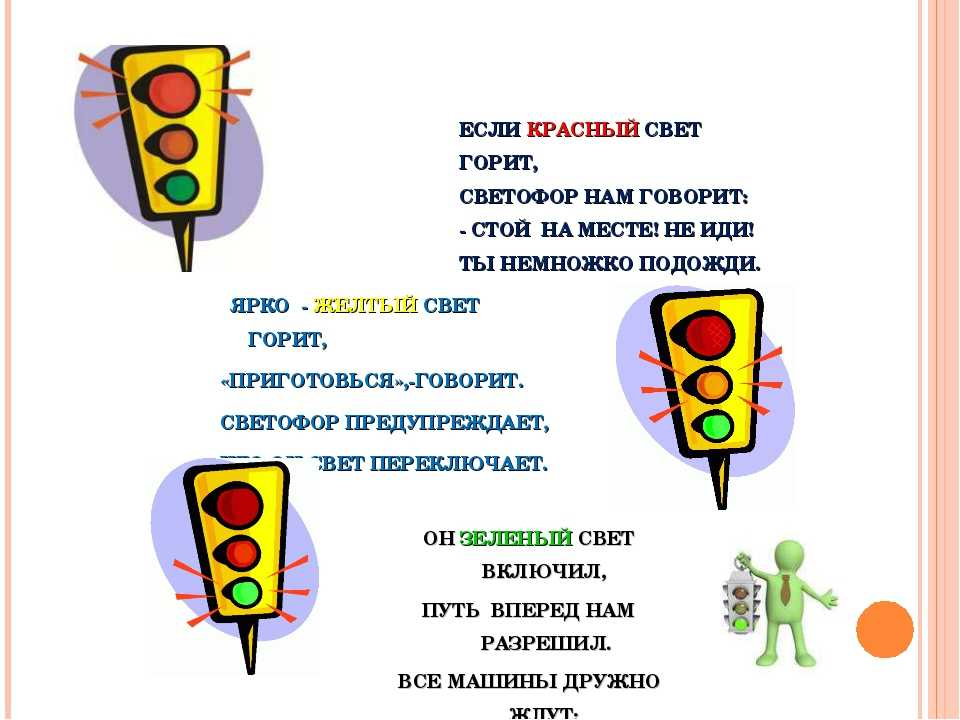 ЕСЛИ КРАСНЫЙ СВЕТ
ГОРИТ,
СВЕТОФОР НАМ ГОВОРИТ:
- СТОЙ НА МЕСТЕ! НЕ ИДИ!
ТЫ НЕМНОЖКО ПОДОЖДИ.
ЯРКО - ЖЕЛТЫЙ СВЕТ
ГОРИТ,
«ПРИГОТОВЬСЯ»,-ГОВОРИТ.
СВЕТОФОР ПРЕДУПРЕЖДАЕТ,
СВЕТ ПЕРЕКЛЮЧАЕТ.
ОН ЗЕЛЕНЫЙ СВЕТ
ВКЛЮЧИЛ,
ПУТЬ ВПЕРЕД НАМ
РАЗРЕШИЛ.
ВСЕ МАШИНЫ ДРУЖНО
ЖДУТ: